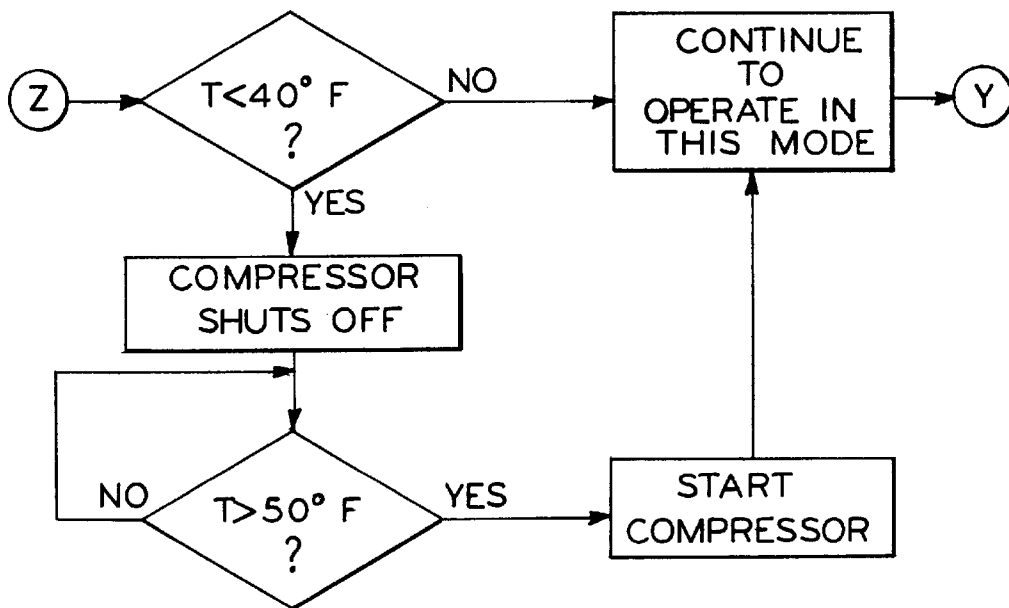 Z
T<40° F
?
NO
CONTINUE
TO
OPERATE IN
THIS MODE
Y
YES
COMPRESSOR
SHUTS OFF
NO
T>50° F
?
YES
START
COMPRESSOR